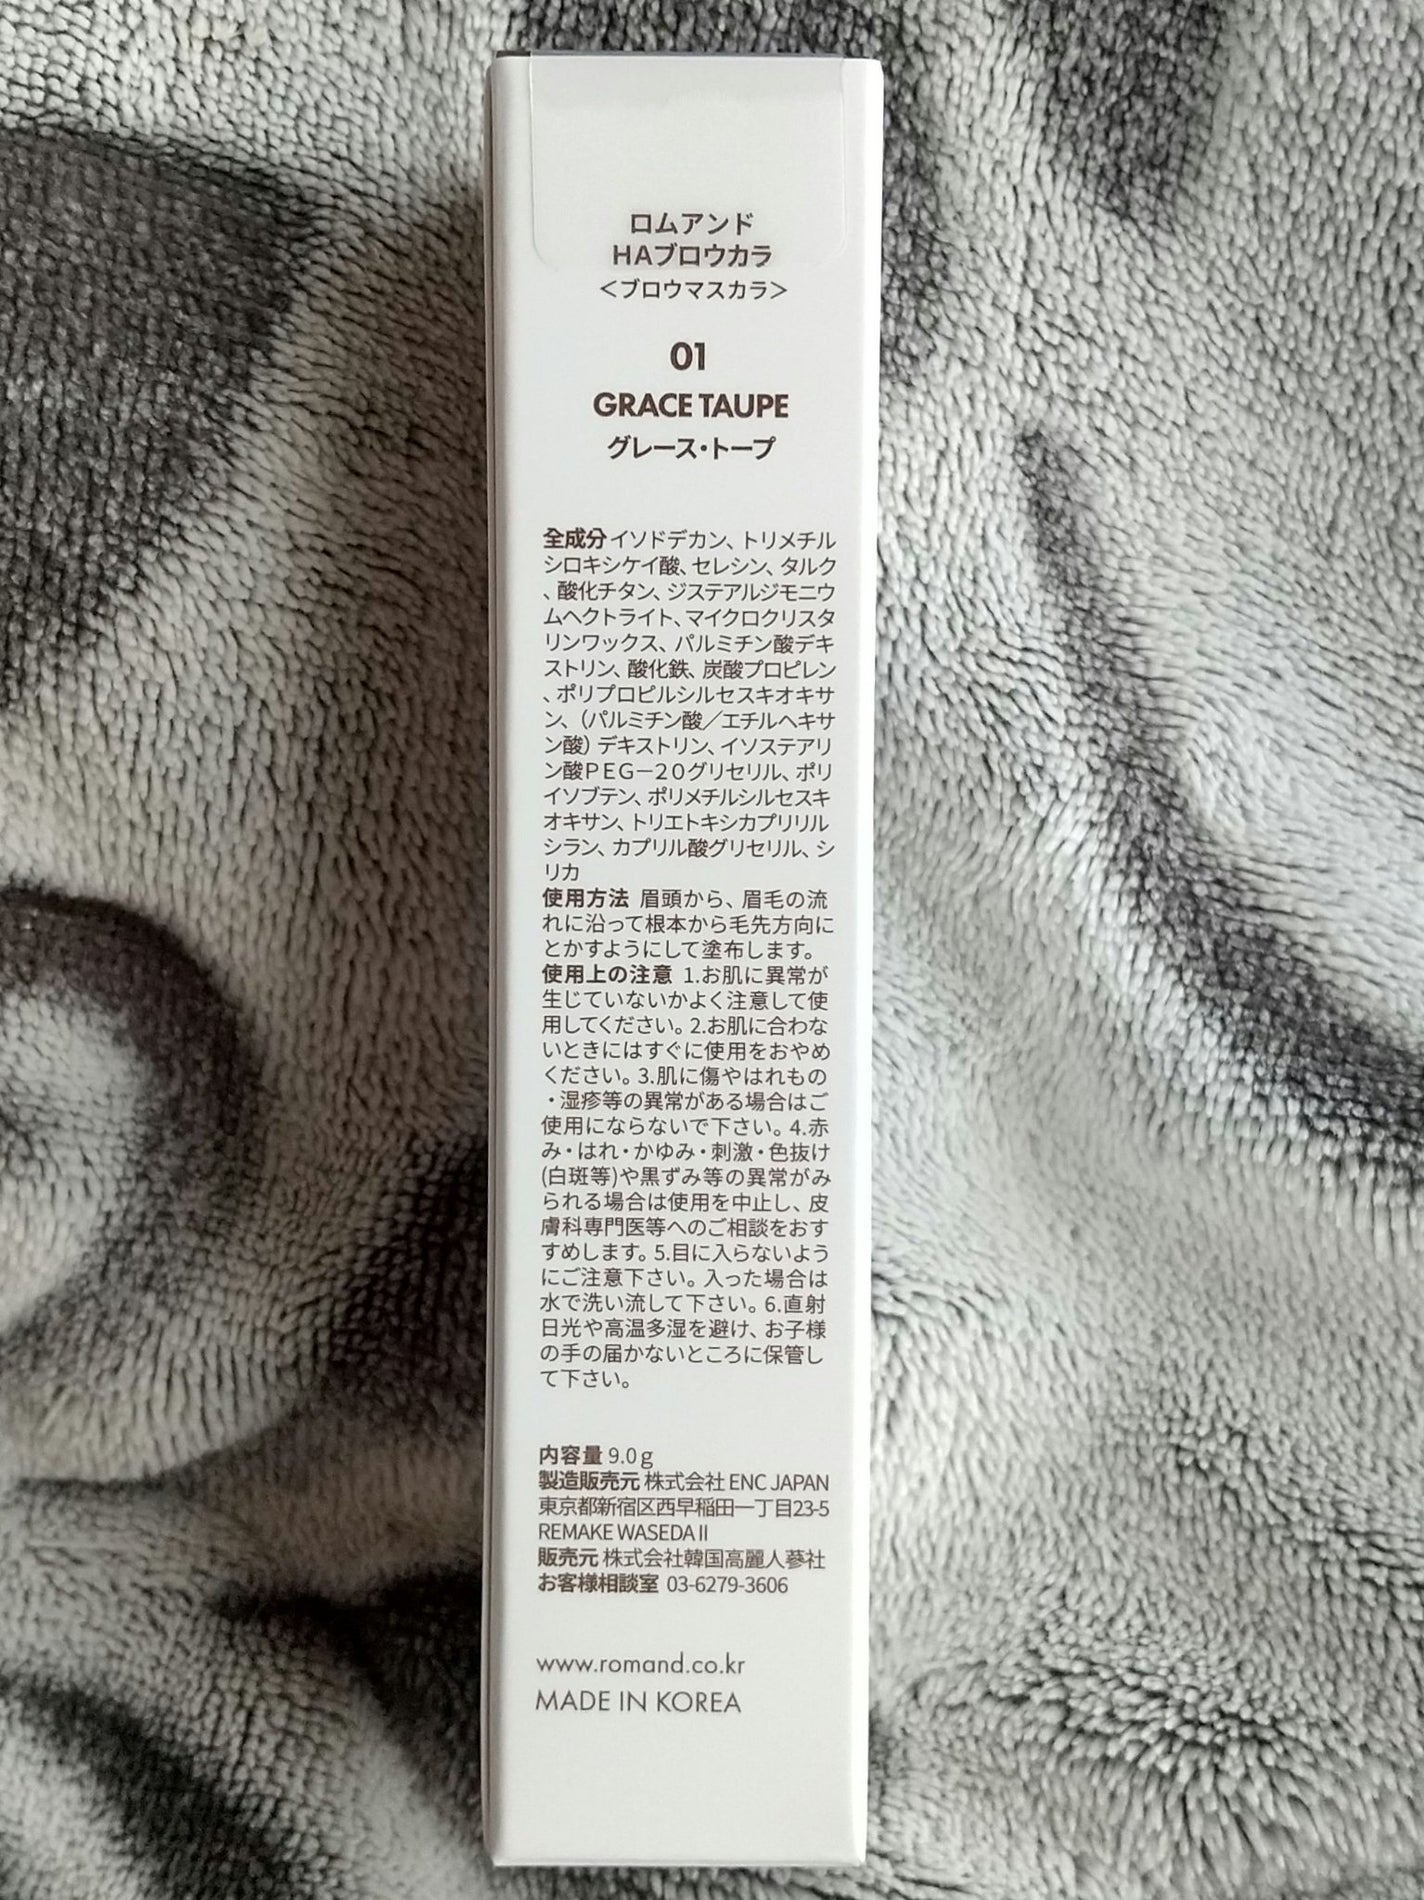 ロムアンド
HAブロウカラ
＜ブロウマスカラ＞
01
GRACE TAUPE
グレース・トープ
全成分 イソドデカン、トリメチル
シロキシケイ酸、セレシン、タルク
、酸化チタン、ジステアルジモニウ
ムヘクトライト、マイクロクリスタ
リンワックス、パルミチン酸デキ
ストリン、酸化鉄、炭酸プロピレン
、ポリプロピルシルセスキオキサ
ン、（パルミチン酸／エチルヘキサ
ン酸）デキストリン、イソステアリ
ン酸ＰＥＧ－２０グリセリル、ポリ
イソブテン、ポリメチルシルセスキ
オキサン、トリエトキシカプリリル
シラン、カプリル酸グリセリル、シ
リカ
使用方法 眉頭から、眉毛の流
れに沿って根本から毛先方向に
とかすようにして塗布します。
使用上の注意 1.お肌に異常が
生じていないかよく注意して使
用してください。2.お肌に合わな
いときにはすぐに使用をおやめ
ください。3.肌に傷やはれもの
・湿疹等の異常がある場合はご
使用にならないで下さい。4.赤
み・はれ・かゆみ・刺激・色抜け
(白斑等)や黒ずみ等の異常がみ
られる場合は使用を中止し、皮
膚科専門医等へのご相談をおす
すめします。5.目に入らないよう
にご注意下さい。入った場合は
水で洗い流して下さい。6.直射
日光や高温多湿を避け、お子様
の手の届かないところに保管し
て下さい。
内容量 9.0g
製造販売元 株式会社 ENC JAPAN
東京都新宿区西早稲田一丁目23-5
REMAKE WASEDA II
販売元 株式会社韓国高麗人蔘社
お客様相談室 03-6279-3606
www.romand.co.kr
MADE IN KOREA